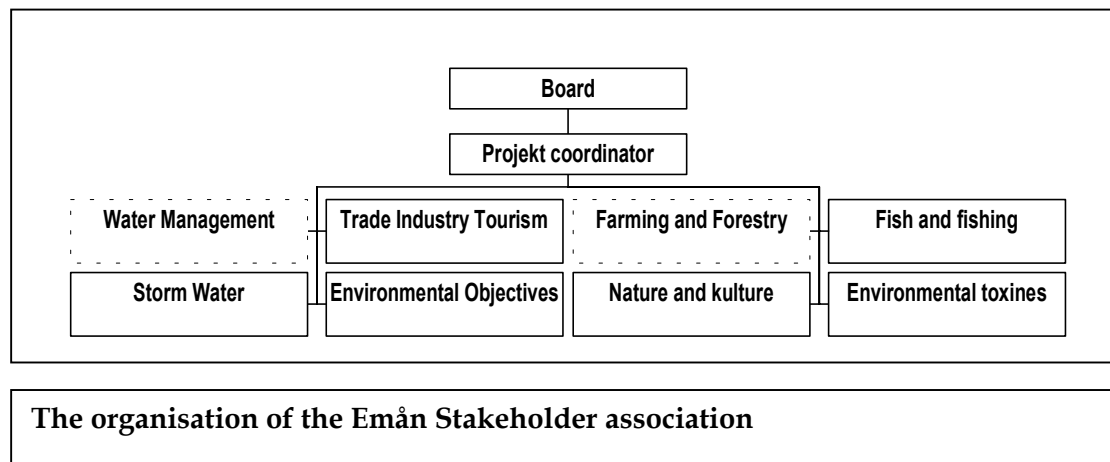 Board
Projekt coordinator
Water Management
Trade Industry Tourism
Farming and Forestry
Fish and fishing
Storm Water
Environmental Objectives
Nature and kulture
Environmental toxines
The organisation of the Emån Stakeholder association